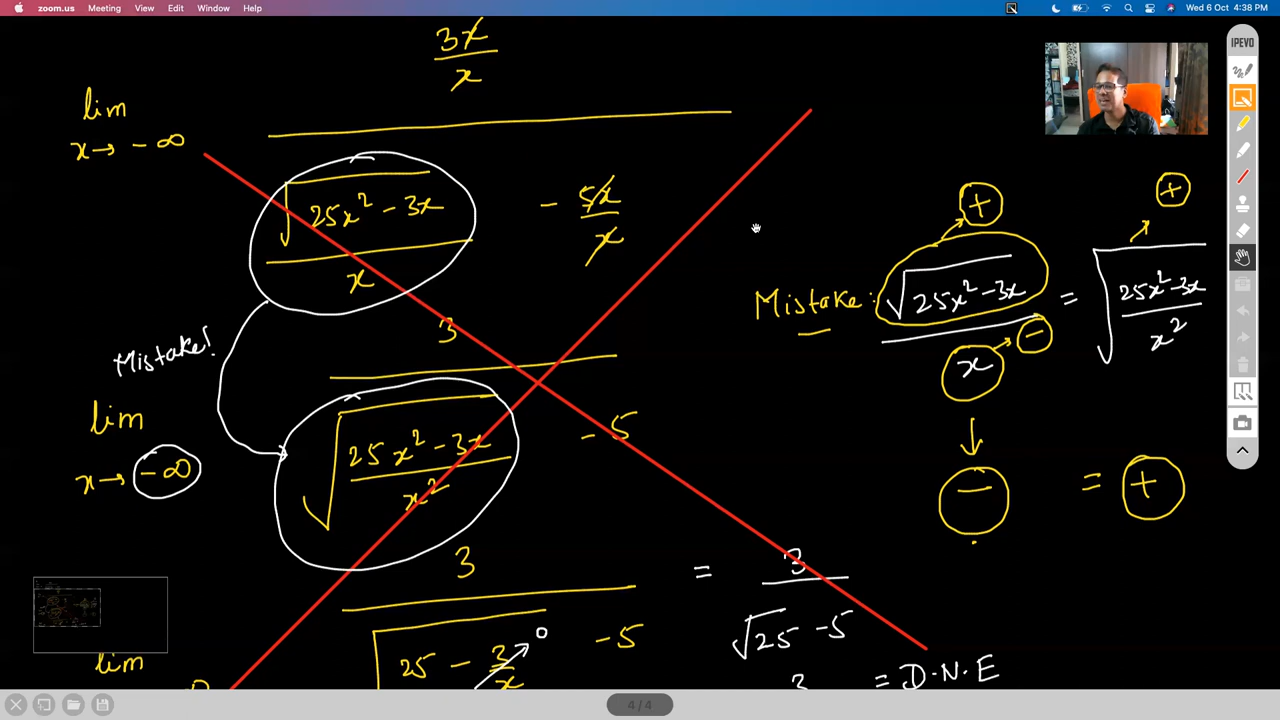 zoom.us Meeting View Edit Window Help Wed 6 Oct 4:38 PM
IPEVO
3x/x
lim x→ -∞
√(25x² - 3x)/x - 5x/x
Mistake!
3
lim x→ -∞
√((25x² - 3x)/x²) - 5
Mistake: √(25x² - 3x)/x = √((25x² - 3x)/x²)
+ +
-
- = +
3
lim
√(25 - 3/x) - 5
0
= 3/(√25 - 5)
3 = D.N.E
4 / 4